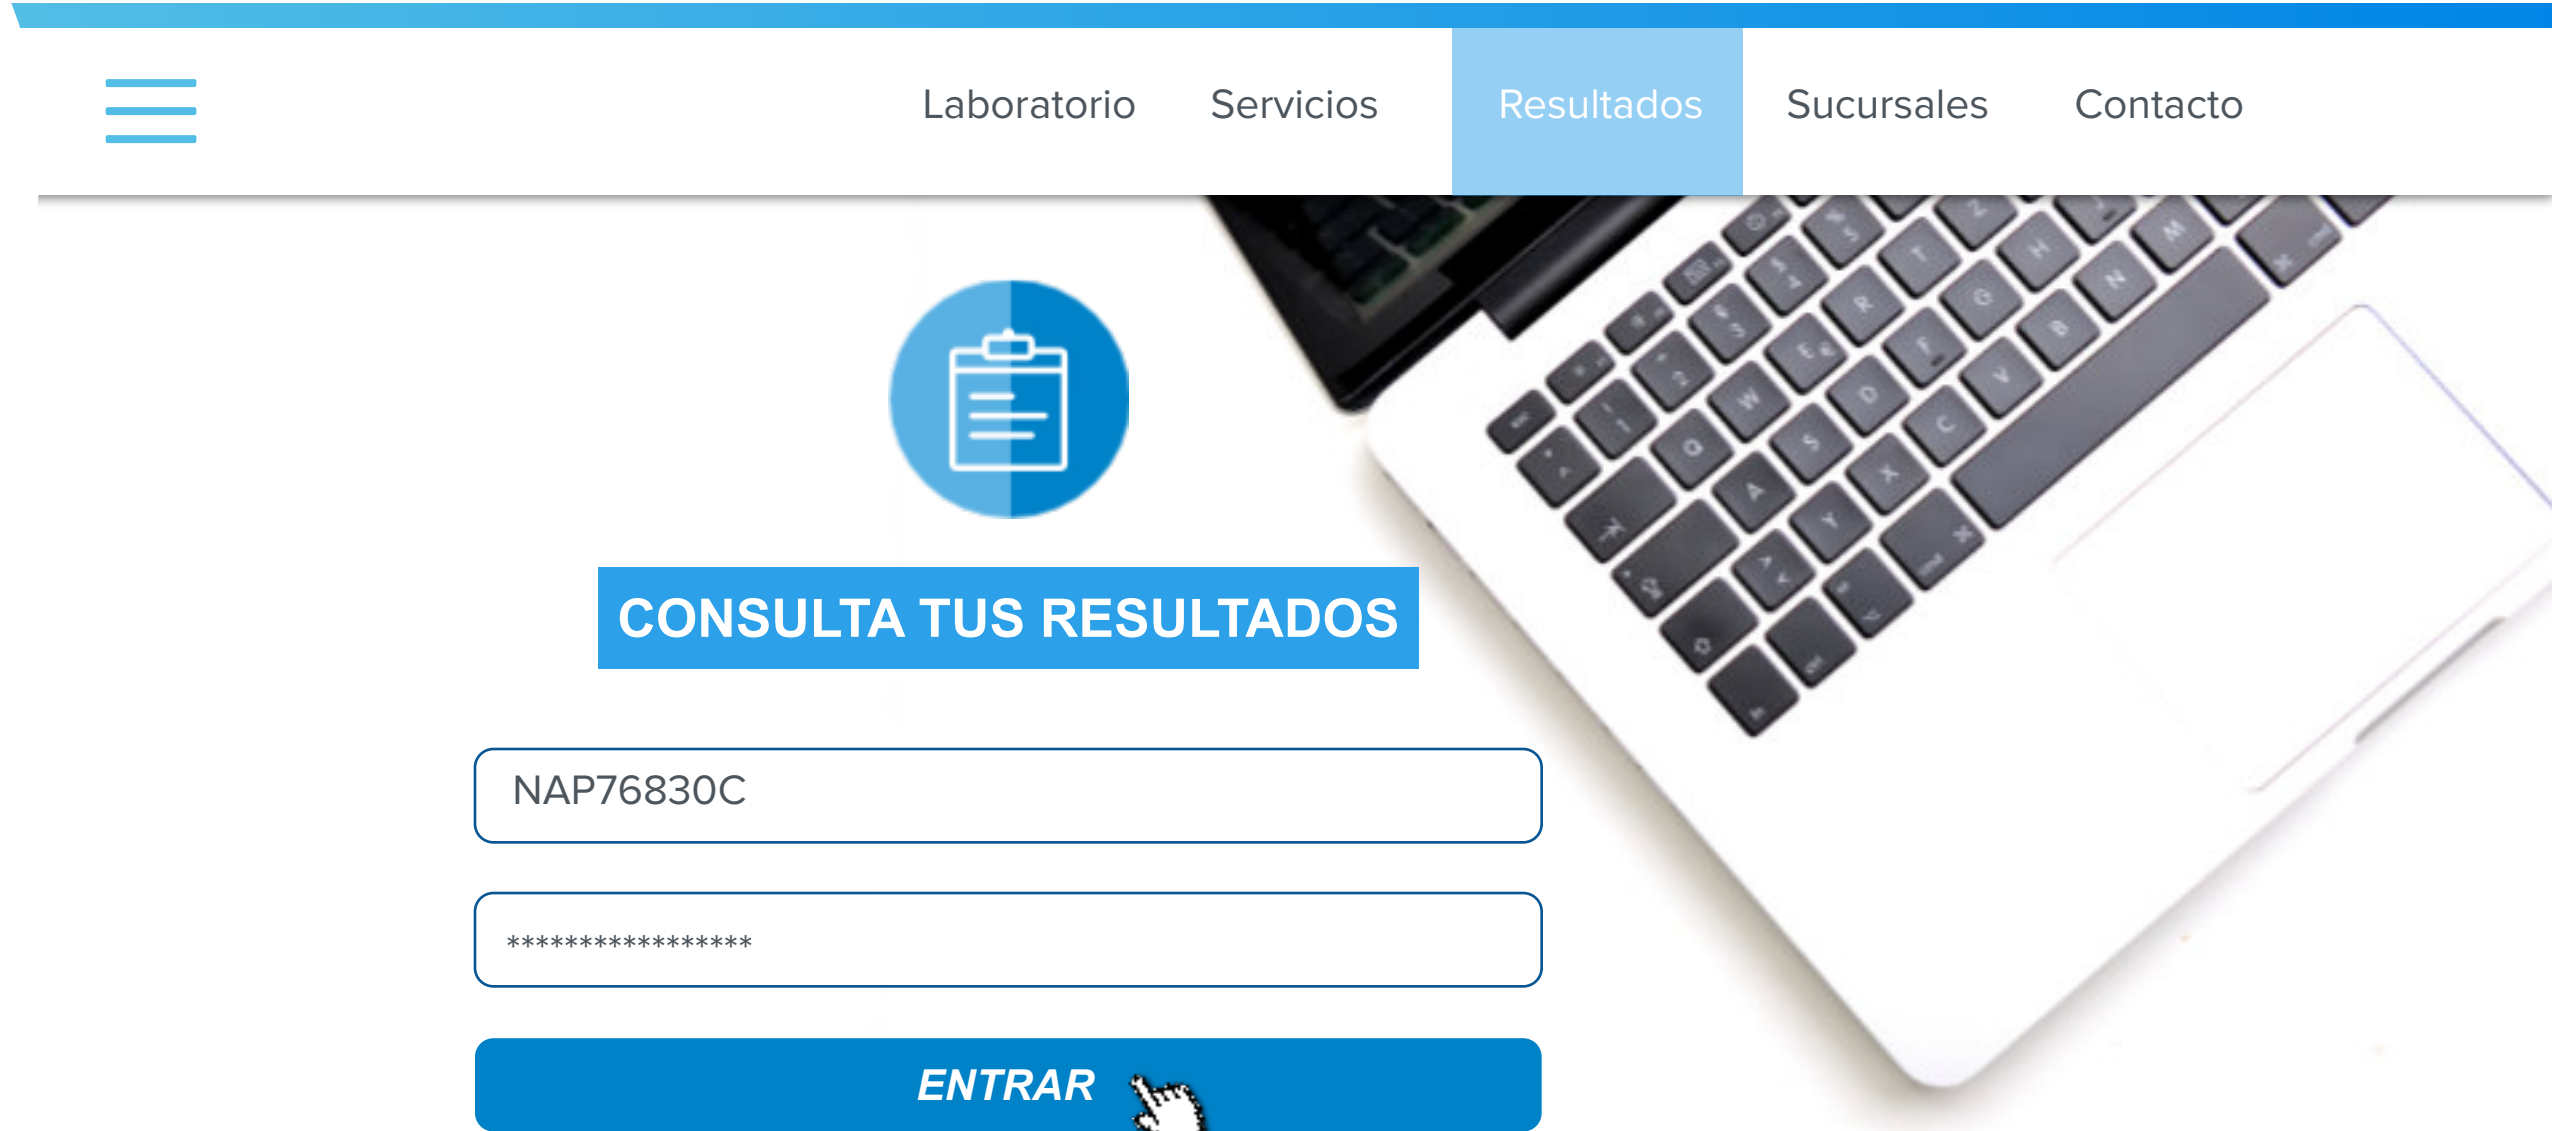 Laboratorio Servicios Resultados Sucursales Contacto
CONSULTA TUS RESULTADOS
NAP76830C
*****************
ENTRAR